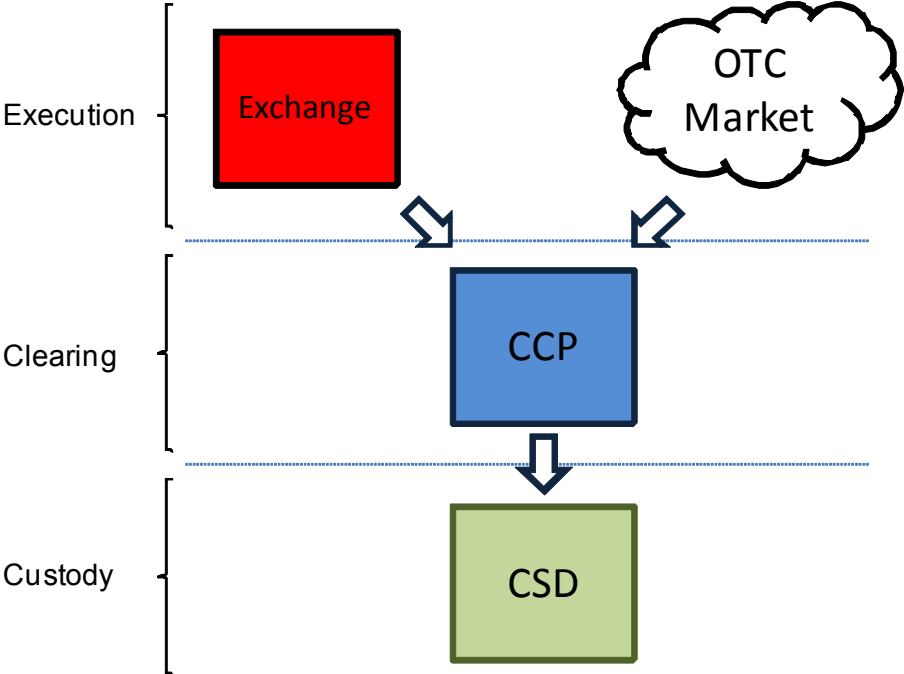 OTC
Market
Exchange
Execution
CCP
Clearing
CSD
Custody